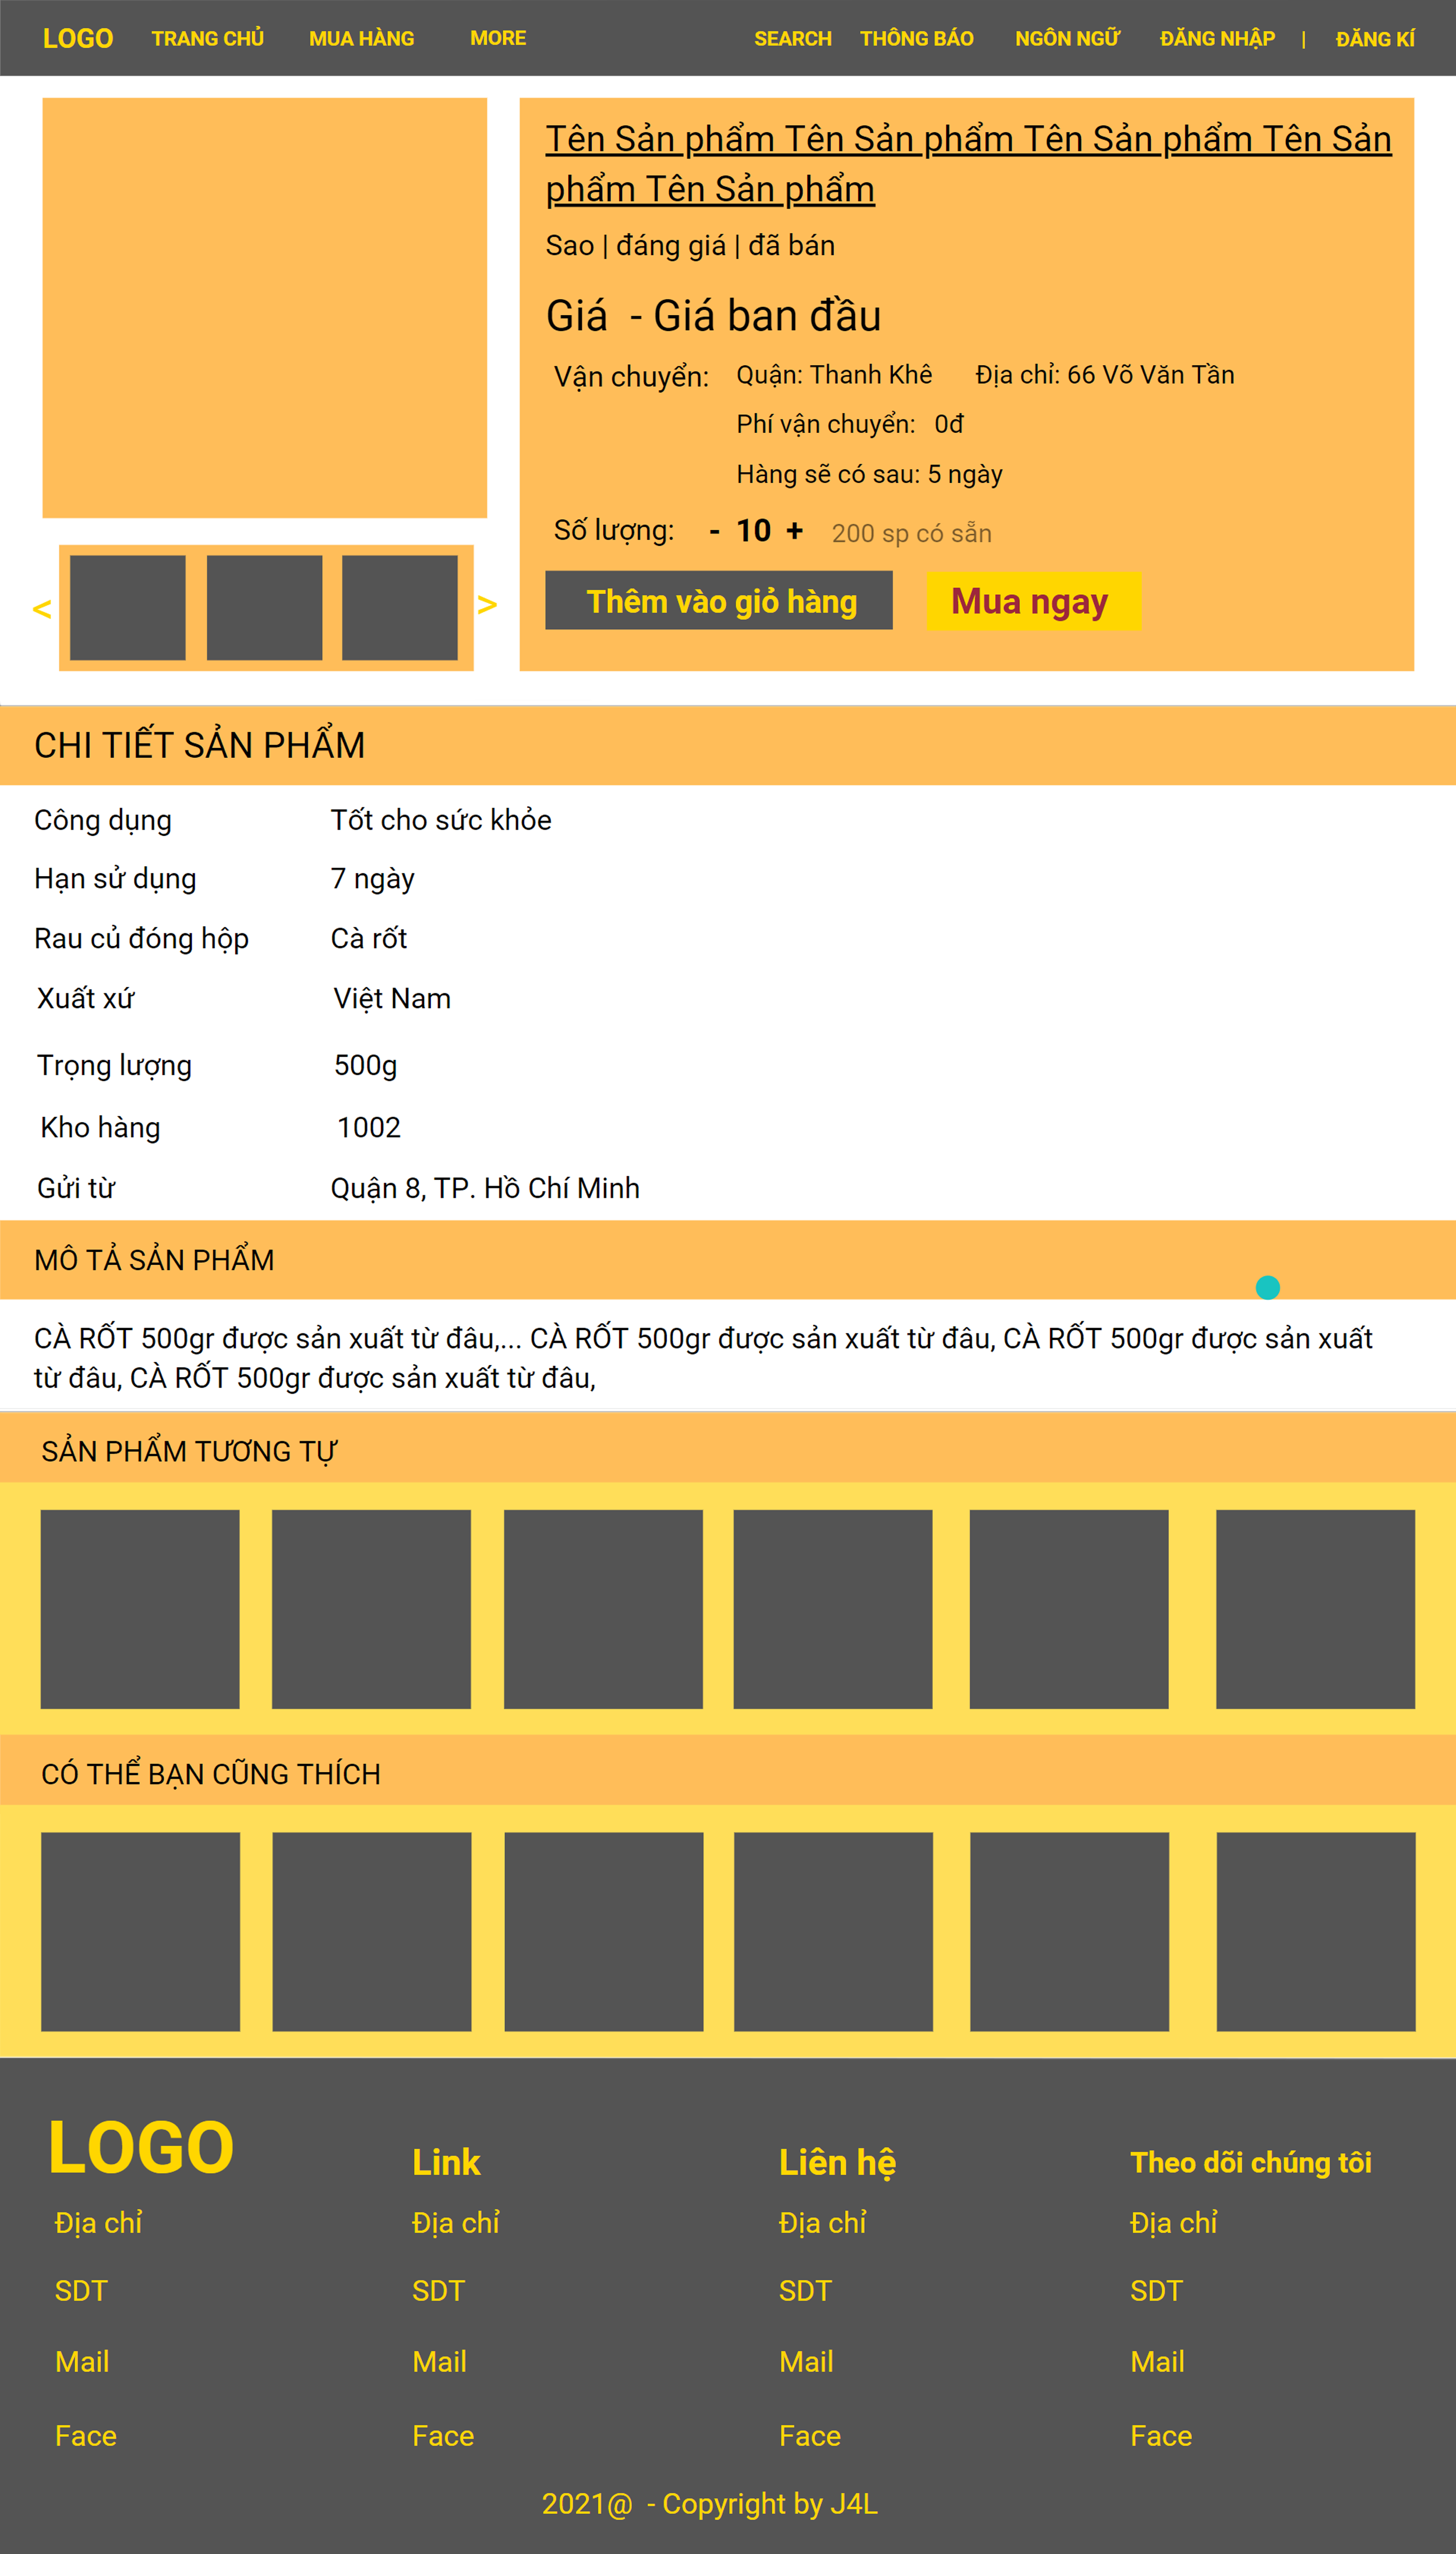 LOGO TRANG CHỦ MUA HÀNG MORE SEARCH THÔNG BÁO NGÔN NGỮ ĐĂNG NHẬP | ĐĂNG KÍ
Tên Sản phẩm Tên Sản phẩm Tên Sản phẩm Tên Sản
phẩm Tên Sản phẩm
Sao | đáng giá | đã bán
Giá - Giá ban đầu
Vận chuyển: Quận: Thanh Khê Địa chỉ: 66 Võ Văn Tần
Phí vận chuyển: 0đ
Hàng sẽ có sau: 5 ngày
Số lượng: - 10 + 200 sp có sẵn
< >
Thêm vào giỏ hàng Mua ngay
CHI TIẾT SẢN PHẨM
Công dụng Tốt cho sức khỏe
Hạn sử dụng 7 ngày
Rau củ đóng hộp Cà rốt
Xuất xứ Việt Nam
Trọng lượng 500g
Kho hàng 1002
Gửi từ Quận 8, TP. Hồ Chí Minh
MÔ TẢ SẢN PHẨM
CÀ RỐT 500gr được sản xuất từ đâu,... CÀ RỐT 500gr được sản xuất từ đâu, CÀ RỐT 500gr được sản xuất
từ đâu, CÀ RỐT 500gr được sản xuất từ đâu,
SẢN PHẨM TƯƠNG TỰ
CÓ THỂ BẠN CŨNG THÍCH
LOGO Link Liên hệ Theo dõi chúng tôi
Địa chỉ Địa chỉ Địa chỉ Địa chỉ
SDT SDT SDT SDT
Mail Mail Mail Mail
Face Face Face Face
2021@ - Copyright by J4L